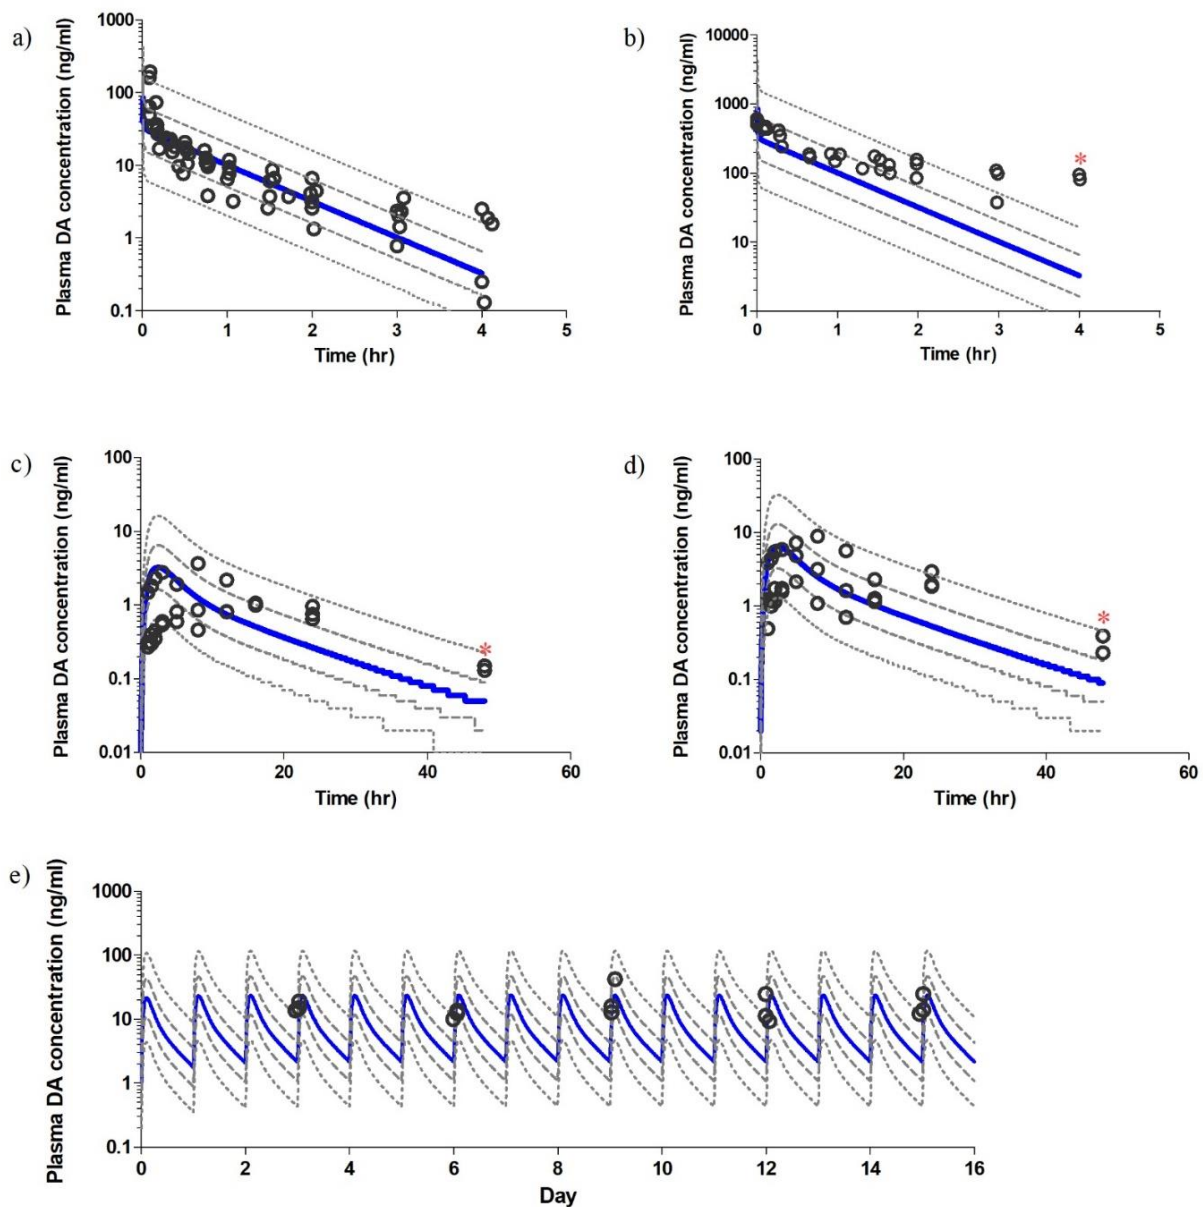 a)
Plasma DA concentration (ng/ml)
1000
100
10
1
0.1
0 1 2 3 4 5
Time (hr)
b)
Plasma DA concentration (ng/ml)
10000
1000
100
10
1
*
0 1 2 3 4 5
Time (hr)
c)
Plasma DA concentration (ng/ml)
100
10
1
0.1
0.01
*
0 20 40 60
Time (hr)
d)
Plasma DA concentration (ng/ml)
100
10
1
0.1
0.01
*
0 20 40 60
Time (hr)
e)
Plasma DA concentration (ng/ml)
1000
100
10
1
0.1
0 2 4 6 8 10 12 14 16
Day